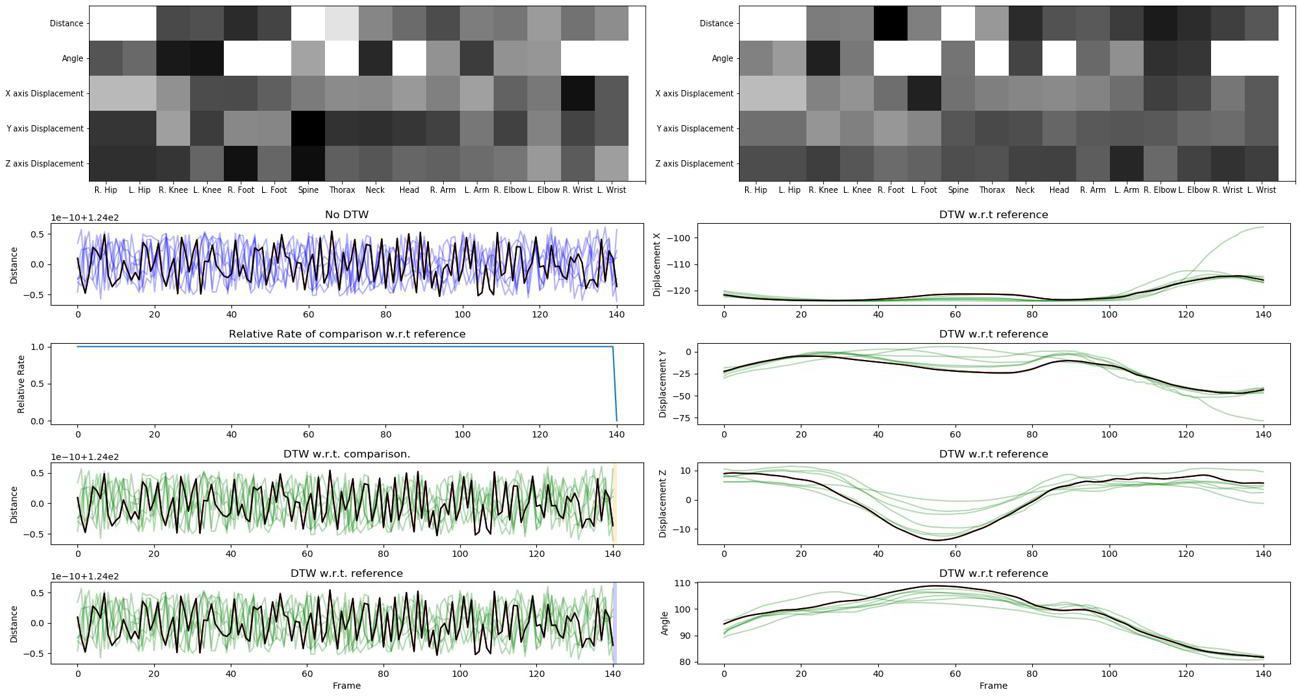 Distance
Angle
X axis Displacement
Y axis Displacement
Z axis Displacement
R. Hip L. Hip R. Knee L. Knee R. Foot L. Foot Spine Thorax Neck Head R. Arm L. Arm R. Elbow L. Elbow R. Wrist L. Wrist
Distance
Angle
X axis Displacement
Y axis Displacement
Z axis Displacement
R. Hip L. Hip R. Knee L. Knee R. Foot L. Foot Spine Thorax Neck Head R. Arm L. Arm R. Elbow L. Elbow R. Wrist L. Wrist
No DTW
1e−10+1.24e2
0.5
0.0
−0.5
Distance
0 20 40 60 80 100 120 140
DTW w.r.t reference
−100
−110
−120
Diplacement X
0 20 40 60 80 100 120 140
Relative Rate of comparison w.r.t reference
1.0
0.5
0.0
Relative Rate
0 20 40 60 80 100 120 140
DTW w.r.t reference
0
−25
−50
−75
Displacement Y
0 20 40 60 80 100 120 140
DTW w.r.t. comparison.
1e−10+1.24e2
0.5
0.0
−0.5
Distance
0 20 40 60 80 100 120 140
DTW w.r.t reference
10
0
−10
Displacement Z
0 20 40 60 80 100 120 140
DTW w.r.t. reference
1e−10+1.24e2
0.5
0.0
−0.5
Distance
0 20 40 60 80 100 120 140
Frame
DTW w.r.t reference
110
100
90
80
Angle
0 20 40 60 80 100 120 140
Frame